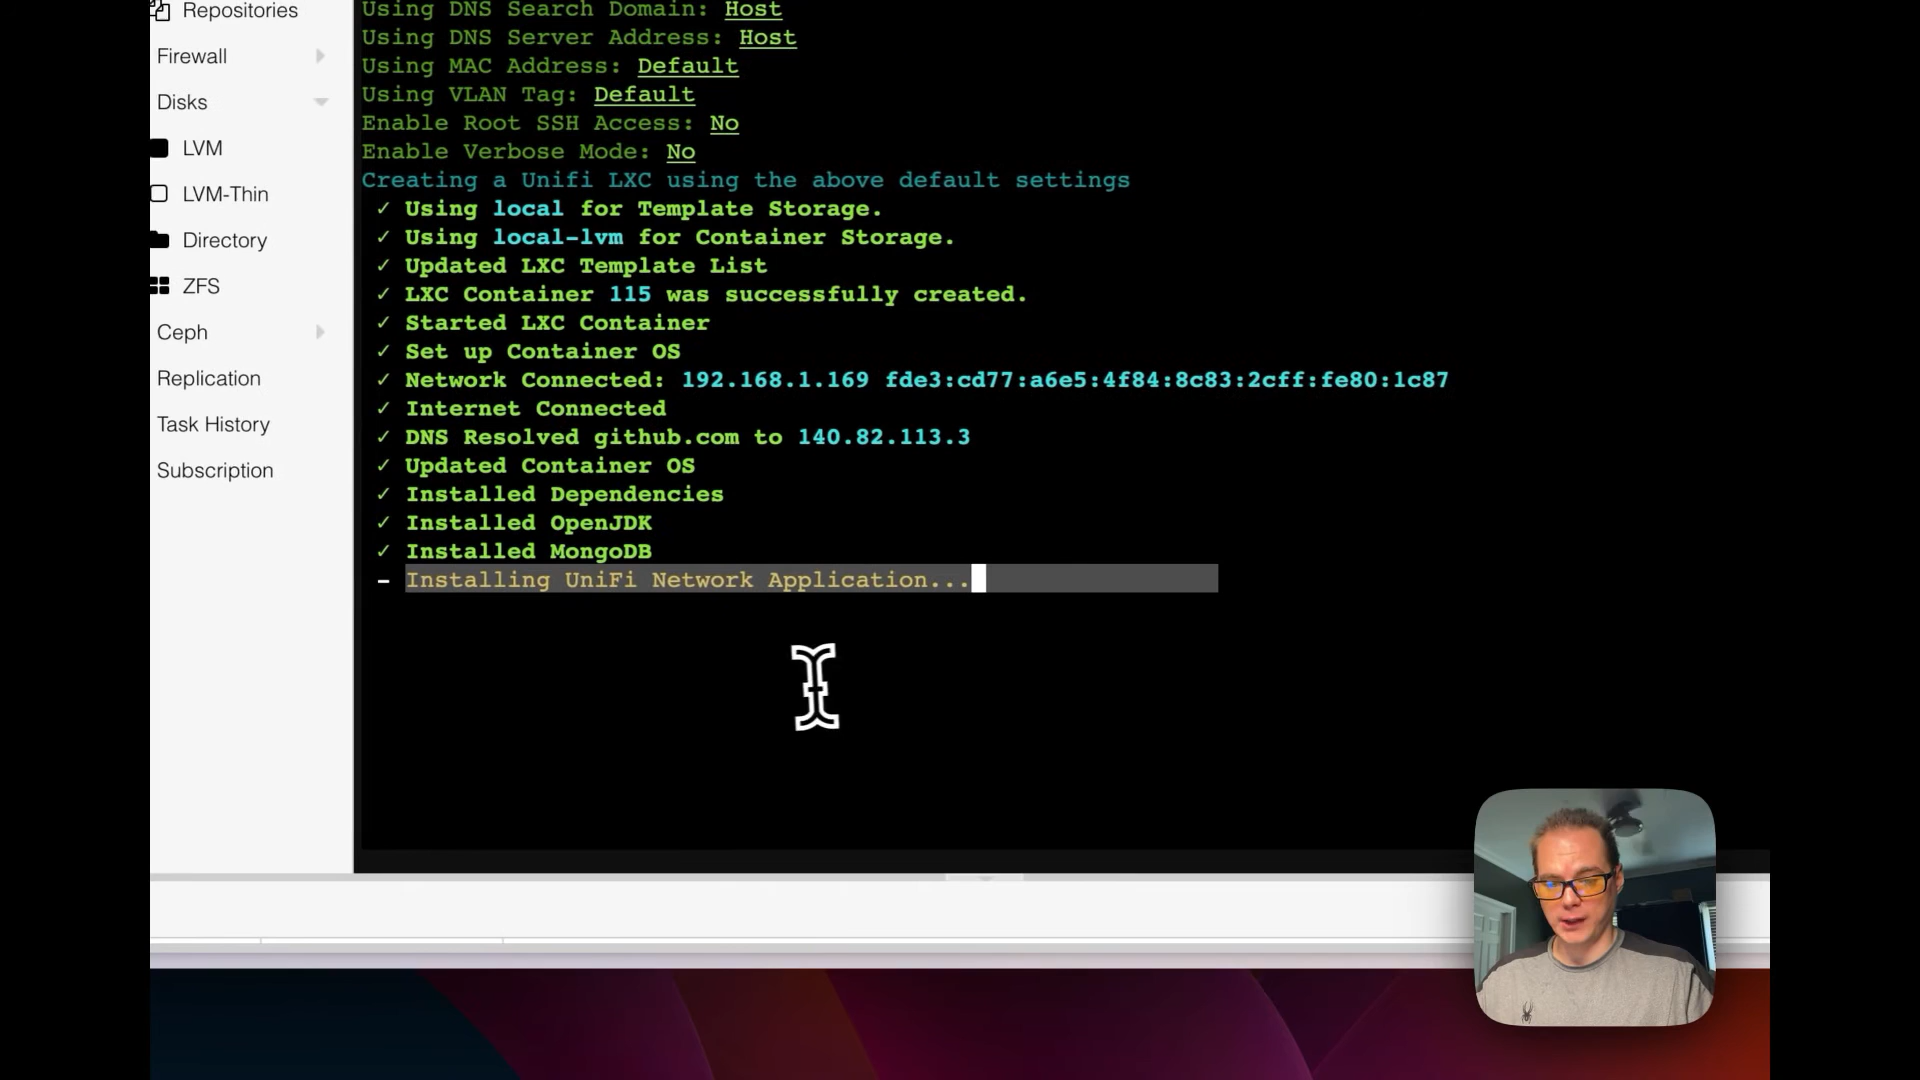 Repositories
Firewall
Disks
LVM
LVM-Thin
Directory
ZFS
Ceph
Replication
Task History
Subscription
Using DNS Search Domain: Host
Using DNS Server Address: Host
Using MAC Address: Default
Using VLAN Tag: Default
Enable Root SSH Access: No
Enable Verbose Mode: No
Creating a Unifi LXC using the above default settings
✓ Using local for Template Storage.
✓ Using local-lvm for Container Storage.
✓ Updated LXC Template List
✓ LXC Container 115 was successfully created.
✓ Started LXC Container
✓ Set up Container OS
✓ Network Connected: 192.168.1.169 fde3:cd77:a6e5:4f84:8c83:2cff:fe80:1c87
✓ Internet Connected
✓ DNS Resolved github.com to 140.82.113.3
✓ Updated Container OS
✓ Installed Dependencies
✓ Installed OpenJDK
✓ Installed MongoDB
- Installing UniFi Network Application...